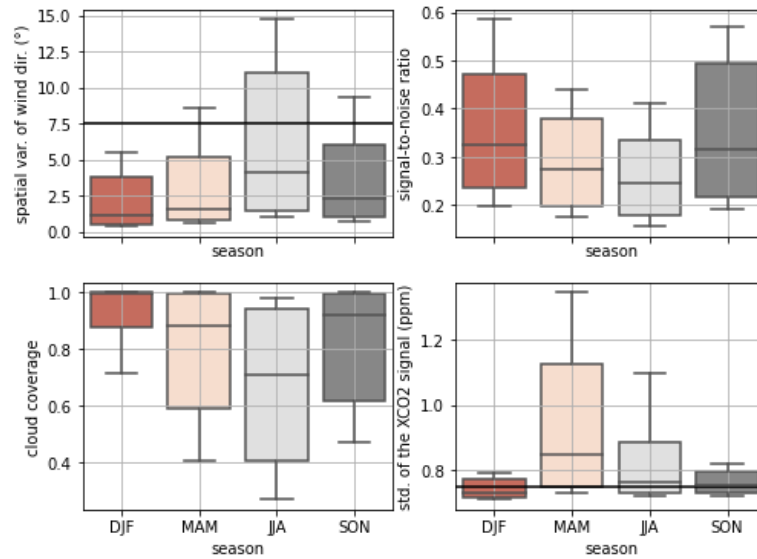 spatial var. of wind dir. (°)
15.0
12.5
10.0
7.5
5.0
2.5
0.0
season
signal-to-noise ratio
0.6
0.5
0.4
0.3
0.2
season
cloud coverage
1.0
0.8
0.6
0.4
DJF MAM JJA SON
season
std. of the XCO2 signal (ppm)
1.2
1.0
0.8
DJF MAM JJA SON
season